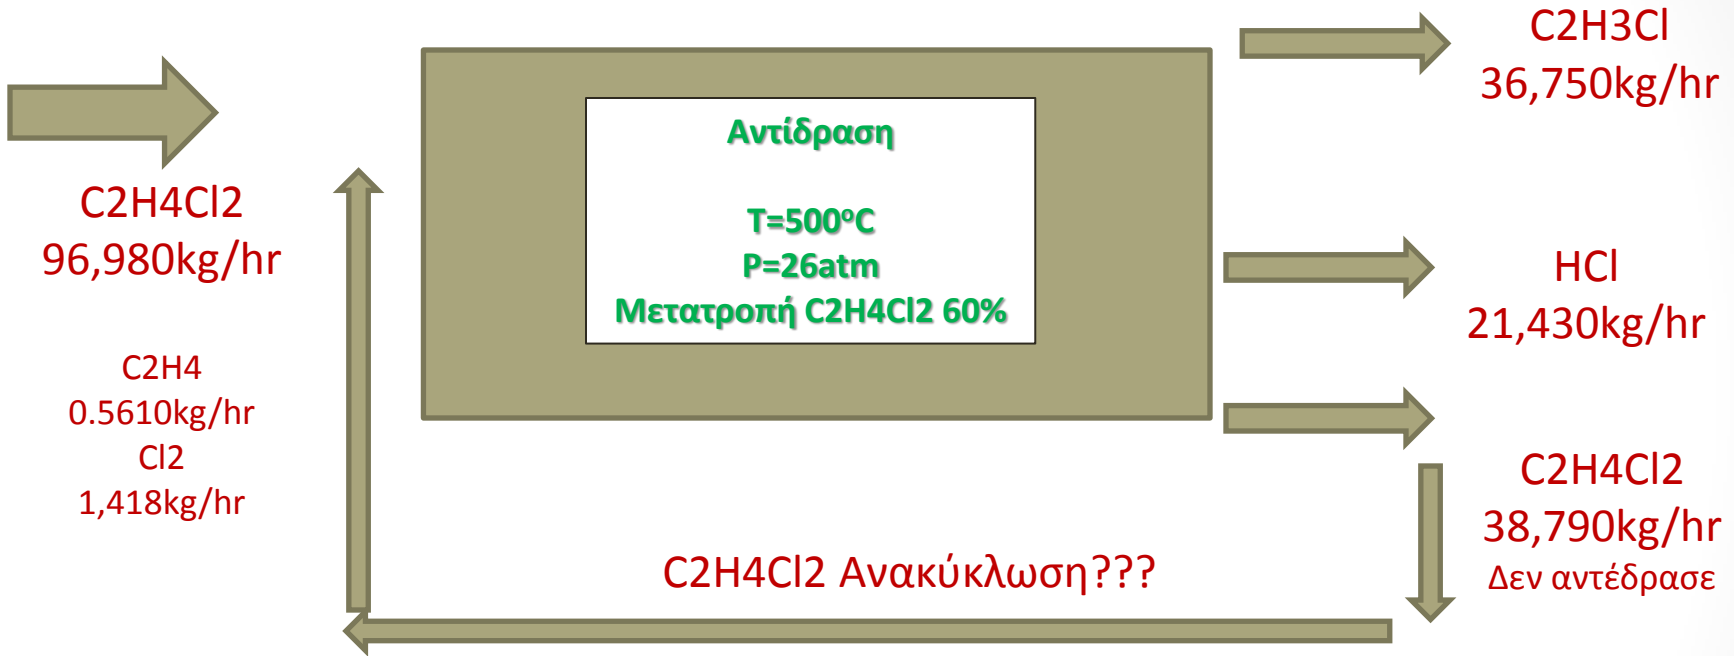 C2H4Cl2
96,980kg/hr
C2H4
0.5610kg/hr
Cl2
1,418kg/hr
Αντίδραση
T=500°C
P=26atm
Μετατροπή C2H4Cl2 60%
C2H3Cl
36,750kg/hr
HCl
21,430kg/hr
C2H4Cl2
38,790kg/hr
Δεν αντέδρασε
C2H4Cl2 Ανακύκλωση???